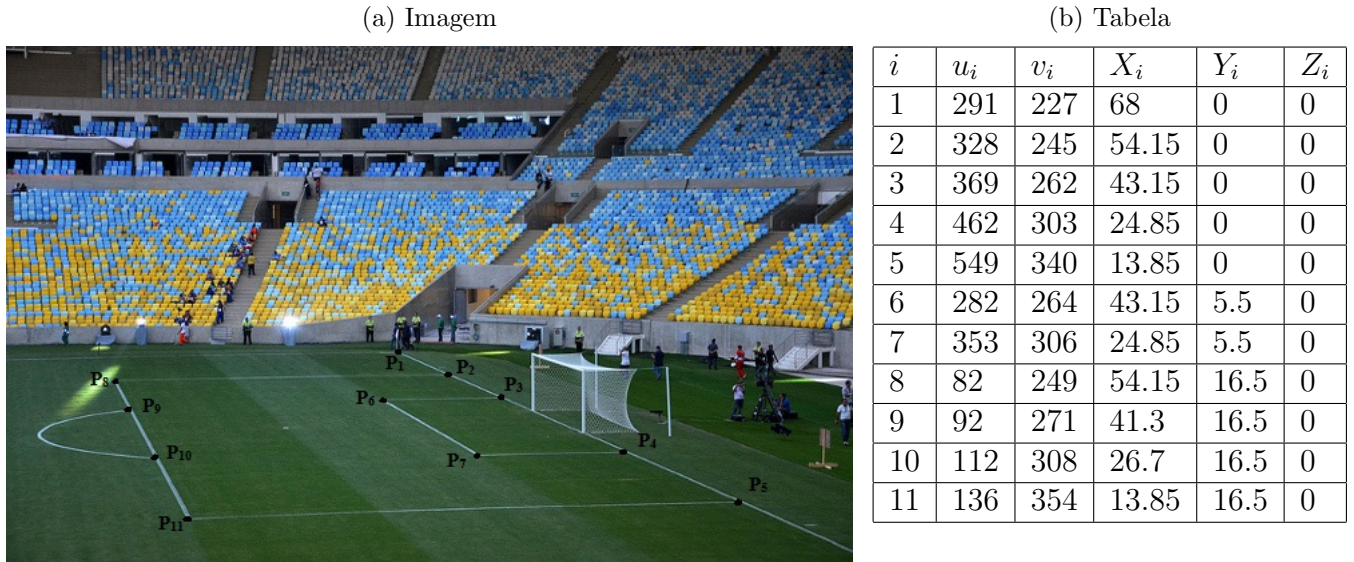 (a) Imagem
P1
P2
P3
P4
P5
P6
P7
P8
P9
P10
P11
(b) Tabela
i ui vi Xi Yi Zi
1 291 227 68 0 0
2 328 245 54.15 0 0
3 369 262 43.15 0 0
4 462 303 24.85 0 0
5 549 340 13.85 0 0
6 282 264 43.15 5.5 0
7 353 306 24.85 5.5 0
8 82 249 54.15 16.5 0
9 92 271 41.3 16.5 0
10 112 308 26.7 16.5 0
11 136 354 13.85 16.5 0